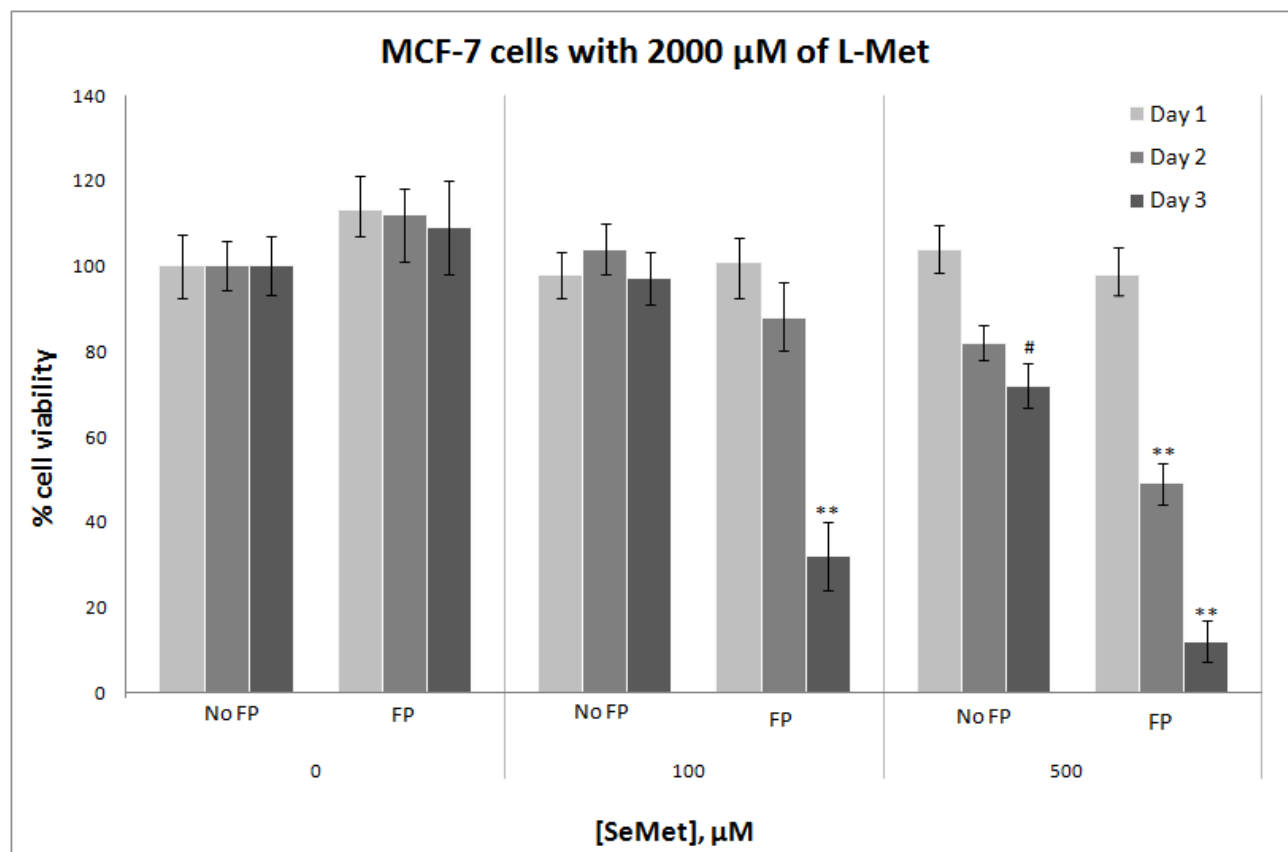 MCF-7 cells with 2000 µM of L-Met
Day 1
Day 2
Day 3
% cell viability
140
120
100
80
60
40
20
0
#
**
**
**
No FP
FP
No FP
FP
No FP
FP
0
100
500
[SeMet], µM